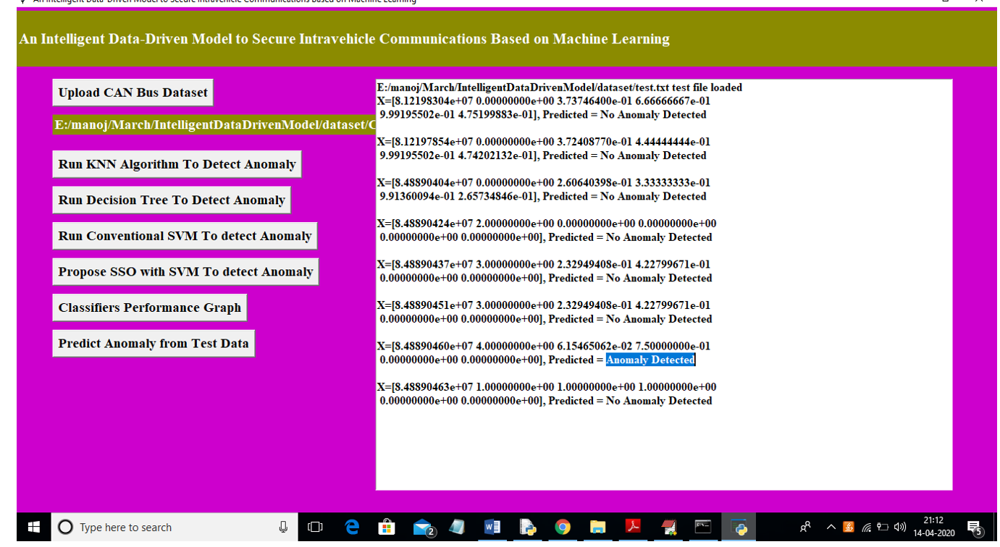 An Intelligent Data-Driven Model to Secure Intravehicle Communications Based on Machine Learning
An Intelligent Data-Driven Model to Secure Intravehicle Communications Based on Machine Learning
Upload CAN Bus Dataset
E:/manoj/March/IntelligentDataDrivenModel/dataset/C
Run KNN Algorithm To Detect Anomaly
Run Decision Tree To Detect Anomaly
Run Conventional SVM To detect Anomaly
Propose SSO with SVM To detect Anomaly
Classifiers Performance Graph
Predict Anomaly from Test Data
E:/manoj/March/IntelligentDataDrivenModel/dataset/test.txt test file loaded
X=[8.12198304e+07 0.00000000e+00 3.73746400e-01 6.66666667e-01
9.99195502e-01 4.75199883e-01], Predicted = No Anomaly Detected
X=[8.12197854e+07 0.00000000e+00 3.72408770e-01 4.44444444e-01
9.99195502e-01 4.74202132e-01], Predicted = No Anomaly Detected
X=[8.48890404e+07 0.00000000e+00 2.60640398e-01 3.33333333e-01
9.91360094e-01 2.65734846e-01], Predicted = No Anomaly Detected
X=[8.48890424e+07 2.00000000e+00 0.00000000e+00 0.00000000e+00
0.00000000e+00 0.00000000e+00], Predicted = No Anomaly Detected
X=[8.48890437e+07 3.00000000e+00 2.32949408e-01 4.22799671e-01
0.00000000e+00 0.00000000e+00], Predicted = No Anomaly Detected
X=[8.48890451e+07 3.00000000e+00 2.32949408e-01 4.22799671e-01
0.00000000e+00 0.00000000e+00], Predicted = No Anomaly Detected
X=[8.48890460e+07 4.00000000e+00 6.15465062e-02 7.50000000e-01
0.00000000e+00 0.00000000e+00], Predicted = Anomaly Detected
X=[8.48890463e+07 1.00000000e+00 1.00000000e+00 1.00000000e+00
0.00000000e+00 0.00000000e+00], Predicted = No Anomaly Detected
Type here to search
2
21:12
14-04-2020
5